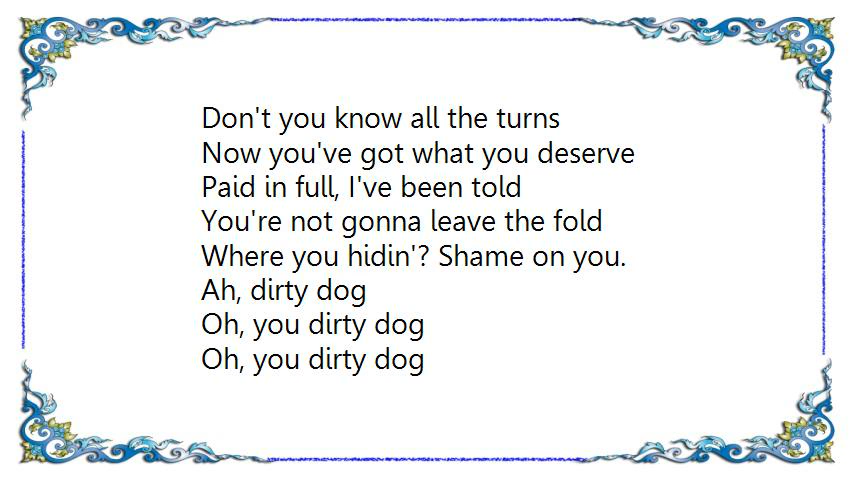 Don't you know all the turns
Now you've got what you deserve
Paid in full, I've been told
You're not gonna leave the fold
Where you hidin'? Shame on you.
Ah, dirty dog
Oh, you dirty dog
Oh, you dirty dog